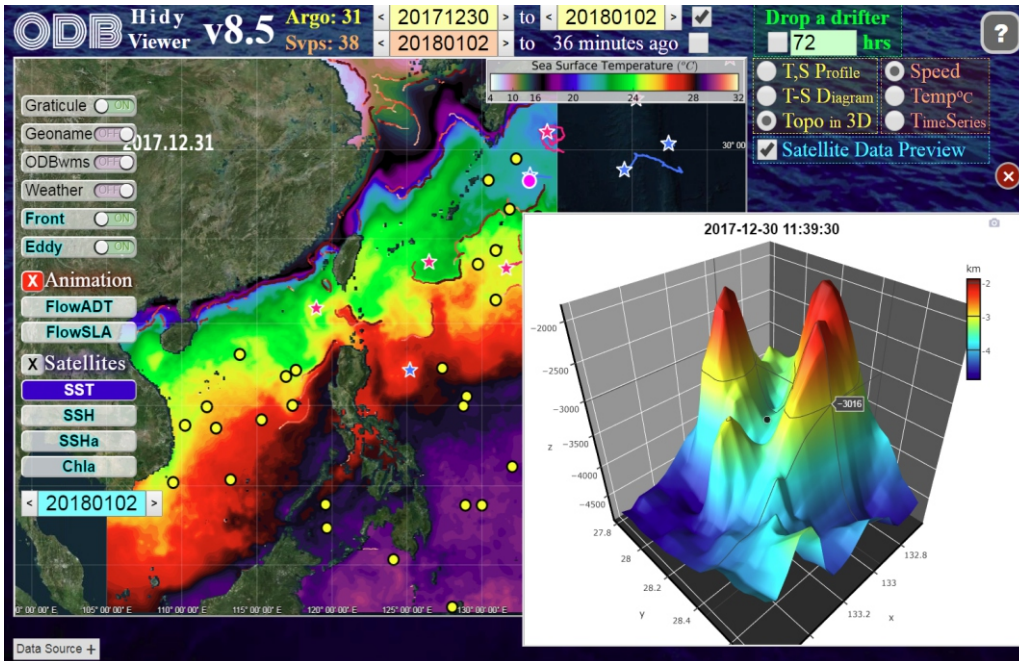 ODB Hidy Viewer v8.5
Argo: 31 < 20171230 > to < 20180102 >
Svps: 38 < 20180102 > to 36 minutes ago
Drop a drifter
72 hrs
?
T,S Profile
T-S Diagram
Topo in 3D
Speed
Temp°C
TimeSeries
Satellite Data Preview
Sea Surface Temperature (°C)
4 10 16 20 24 28 32
Graticule ON
Geoname OFF
2017.12.31
ODBwms OFF
Weather OFF
Front ON
Eddy ON
X Animation
FlowADT
FlowSLA
X Satellites
SST
SSH
SSHa
Chla
< 20180102 >
30° 00'
00' 00" E 105° 00' 00" E 110° 00' 00" E 115° 00' 00" E 120° 00' 00" E 125° 00' 00" E 130° 00' 00" E
2017-12-30 11:39:30
km
-2
-3
-4
−2000
−2500
−3000
−3500
−4000
−4500
z
−3016
27.8
28
28.2
28.4
y
132.8
133
133.2
x
Data Source +